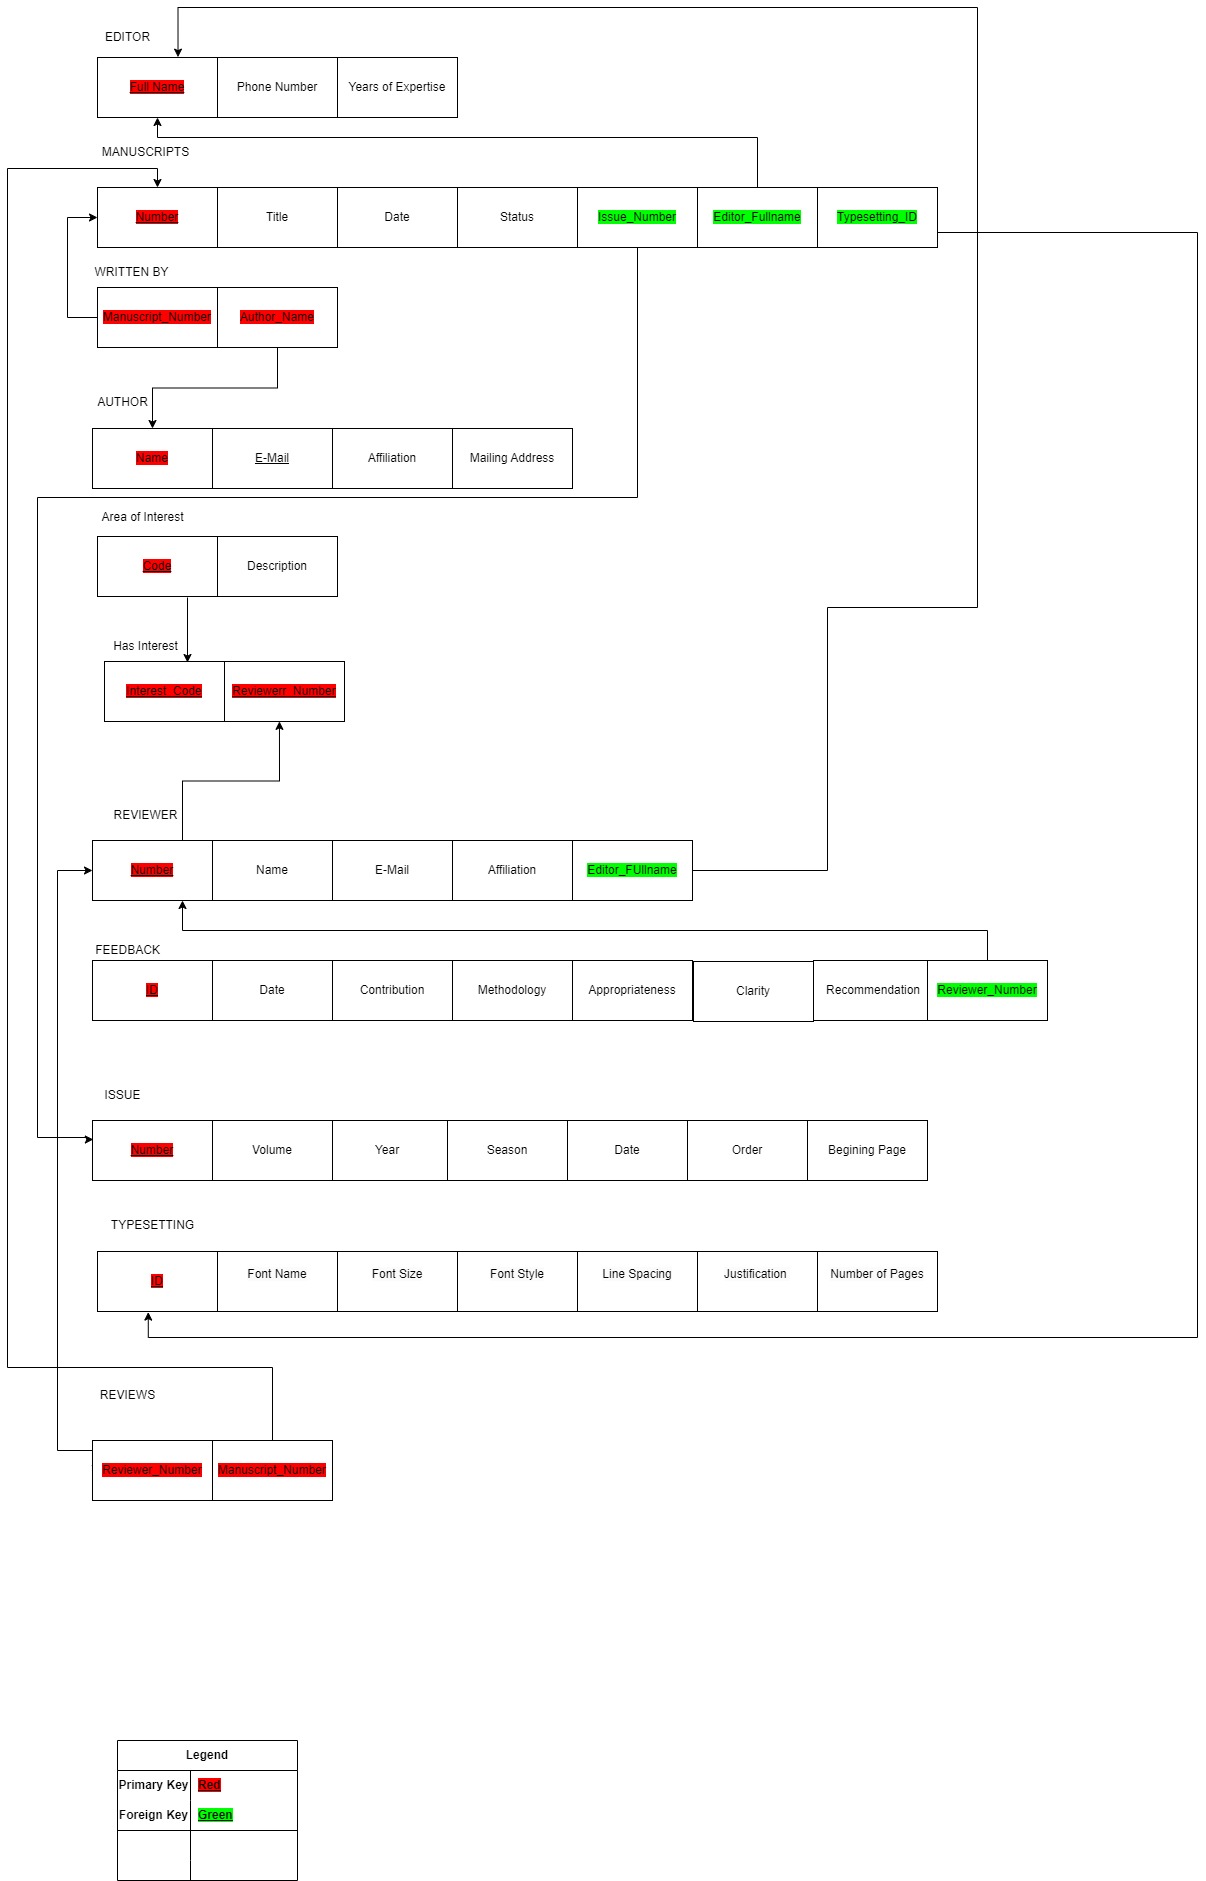 EDITOR
Full Name
Phone Number
Years of Expertise
MANUSCRIPTS
Number
Title
Date
Status
Issue_Number
Editor_Fullname
Typesetting_ID
WRITTEN BY
Manuscript_Number
Author_Name
AUTHOR
Name
E-Mail
Affiliation
Mailing Address
Area of Interest
Code
Description
Has Interest
Interest_Code
Reviewerr_Number
REVIEWER
Number
Name
E-Mail
Affiliation
Editor_FUllname
FEEDBACK
ID
Date
Contribution
Methodology
Appropriateness
Clarity
Recommendation
Reviewer_Number
ISSUE
Number
Volume
Year
Season
Date
Order
Begining Page
TYPESETTING
ID
Font Name
Font Size
Font Style
Line Spacing
Justification
Number of Pages
REVIEWS
Reviewer_Number
Manuscript_Number
Legend
Primary Key
Red
Foreign Key
Green